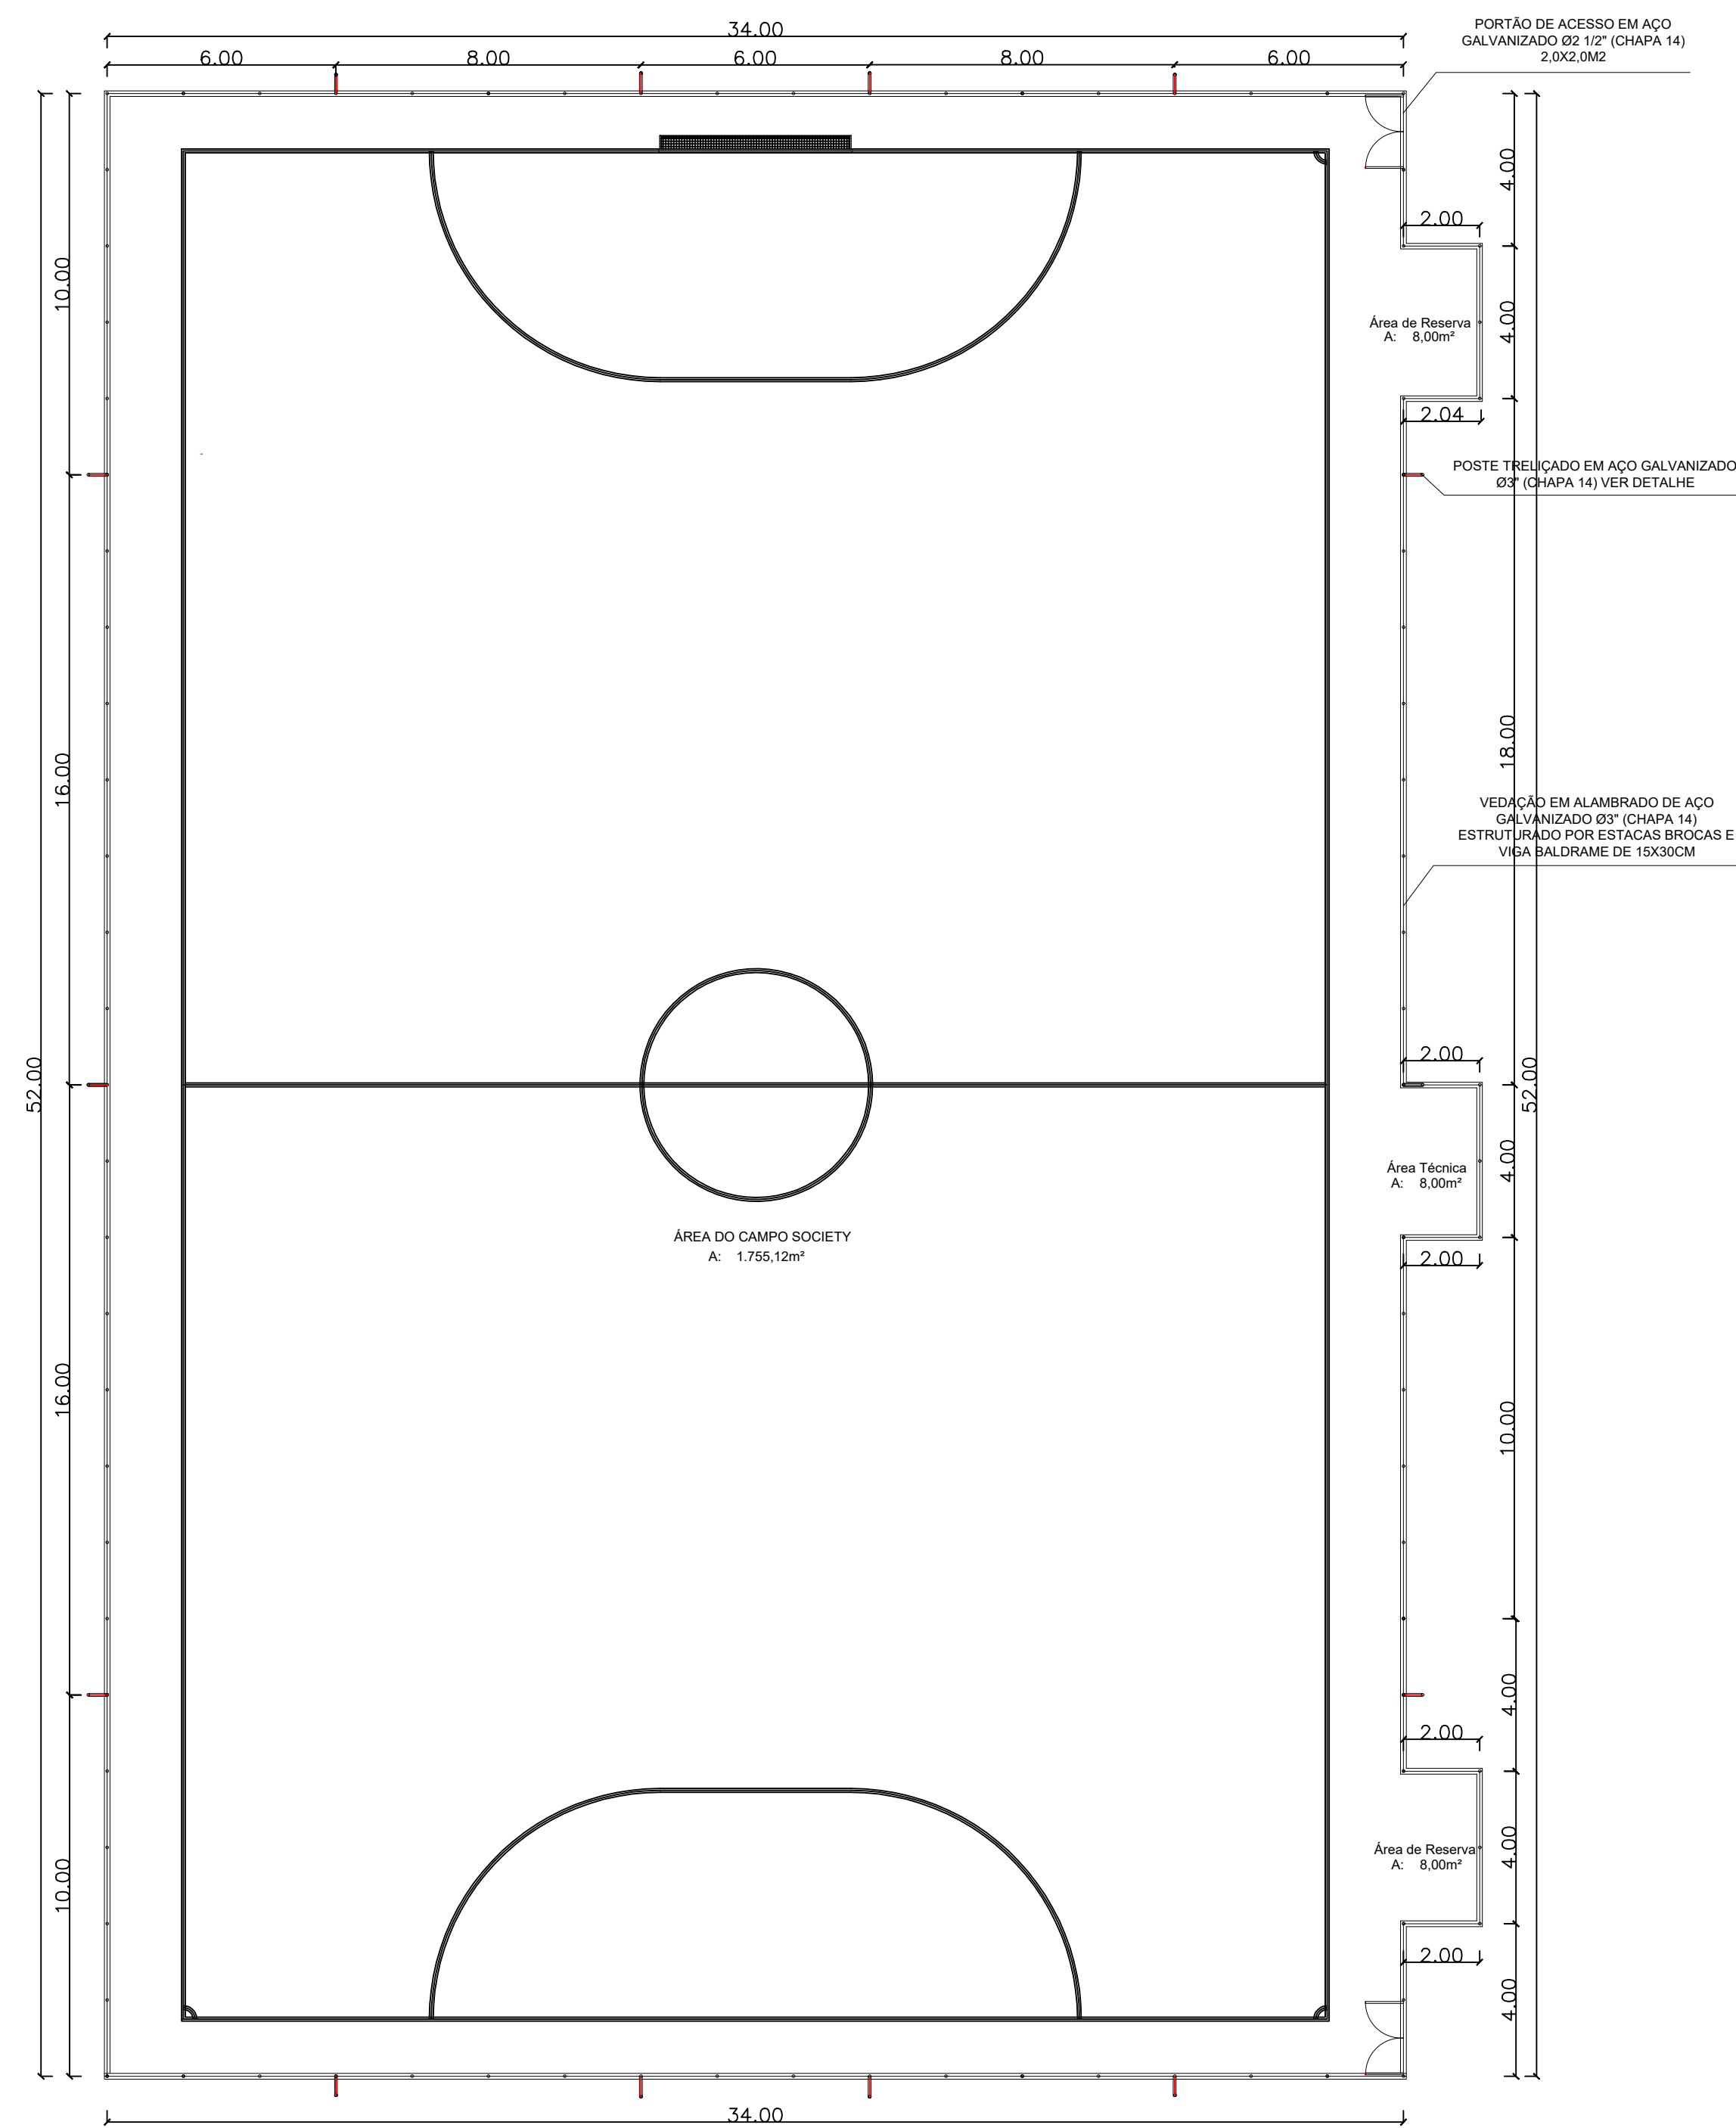 34.00
6.00
8.00
6.00
8.00
6.00
PORTÃO DE ACESSO EM AÇO
GALVANIZADO Ø2 1/2" (CHAPA 14)
2,0X2,0M2
4.00
2.00
10.00
Área de Reserva
A: 8,00m²
4.00
2.04
POSTE TRELIÇADO EM AÇO GALVANIZADO
Ø3" (CHAPA 14) VER DETALHE
16.00
18.00
VEDAÇÃO EM ALAMBRADO DE AÇO
GALVANIZADO Ø3" (CHAPA 14)
ESTRUTURADO POR ESTACAS BROCAS E
VIGA BALDRAME DE 15X30CM
52.00
2.00
52.00
Área Técnica
A: 8,00m²
4.00
ÁREA DO CAMPO SOCIETY
A: 1.755,12m²
2.00
16.00
10.00
4.00
2.00
10.00
Área de Reserva
A: 8,00m²
4.00
2.00
4.00
34.00